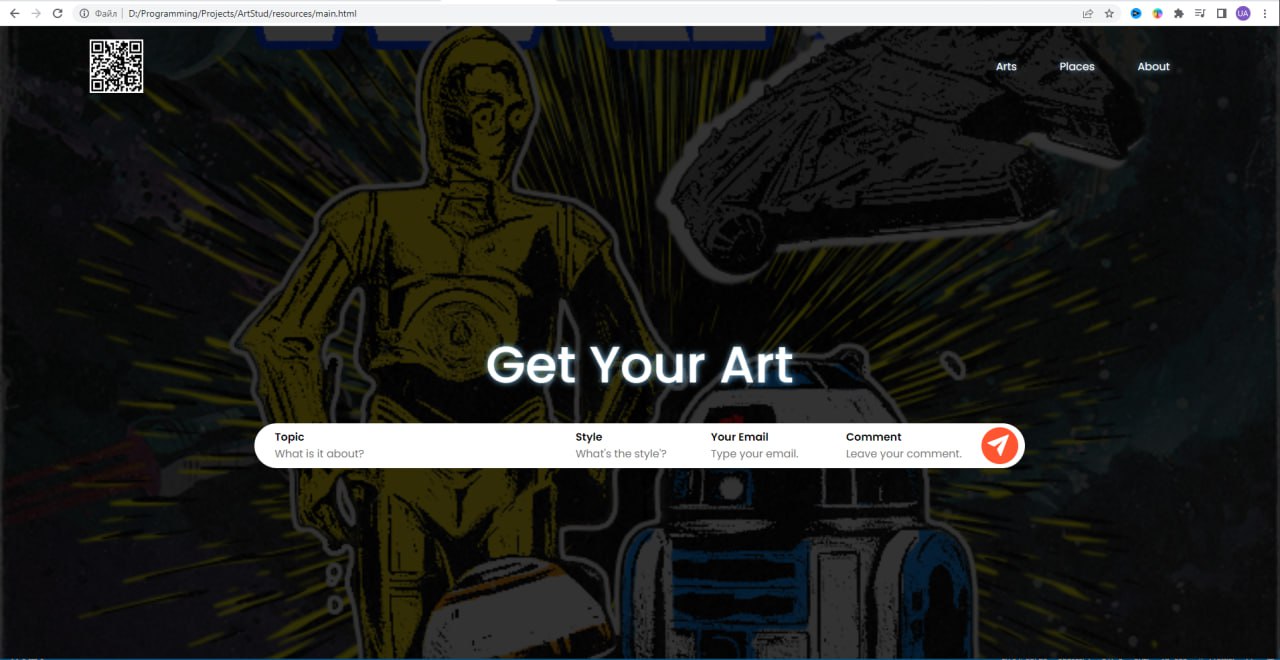 Файл
D:/Programming/Projects/ArtStud/resources/main.html
UA
Arts Places About
Get Your Art
Topic Style Your Email Comment
What is it about? What's the style'? Type your email. Leave your comment.